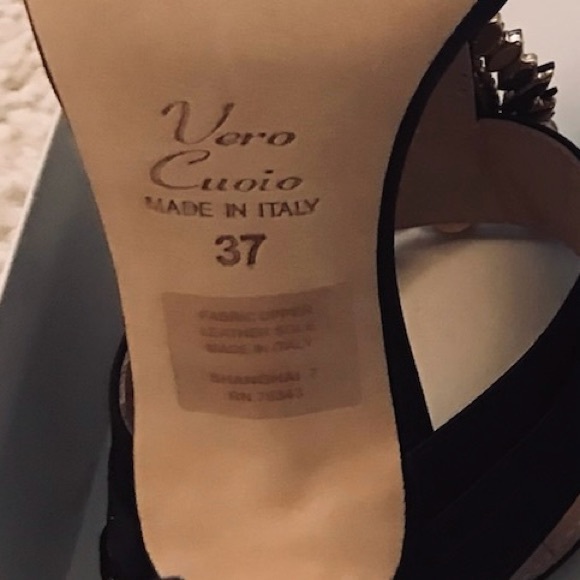 Vero
Cuoio
MADE IN ITALY
37
FABRIC UPPER
LEATHER SOLE
MADE IN ITALY
SHANGHAI 7